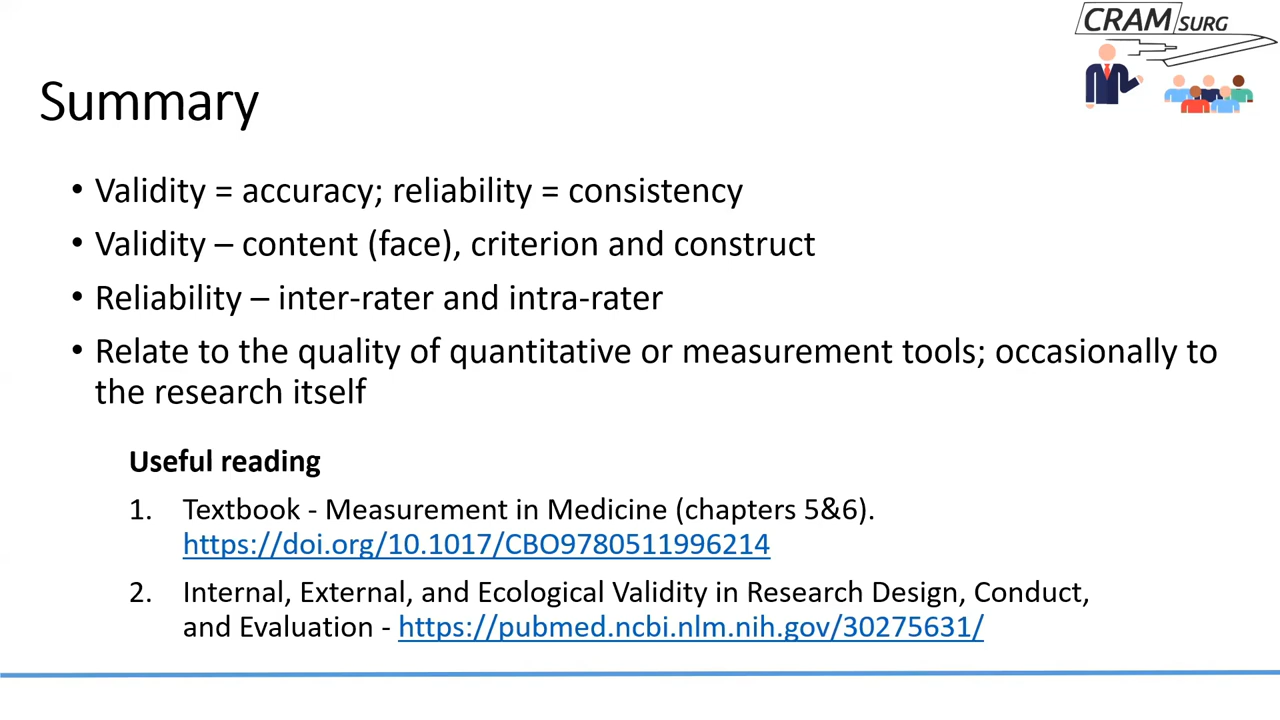 CRAM SURG
Summary
• Validity = accuracy; reliability = consistency
• Validity – content (face), criterion and construct
• Reliability – inter-rater and intra-rater
• Relate to the quality of quantitative or measurement tools; occasionally to
the research itself
Useful reading
1. Textbook - Measurement in Medicine (chapters 5&6).
https://doi.org/10.1017/CBO9780511996214
2. Internal, External, and Ecological Validity in Research Design, Conduct,
and Evaluation - https://pubmed.ncbi.nlm.nih.gov/30275631/